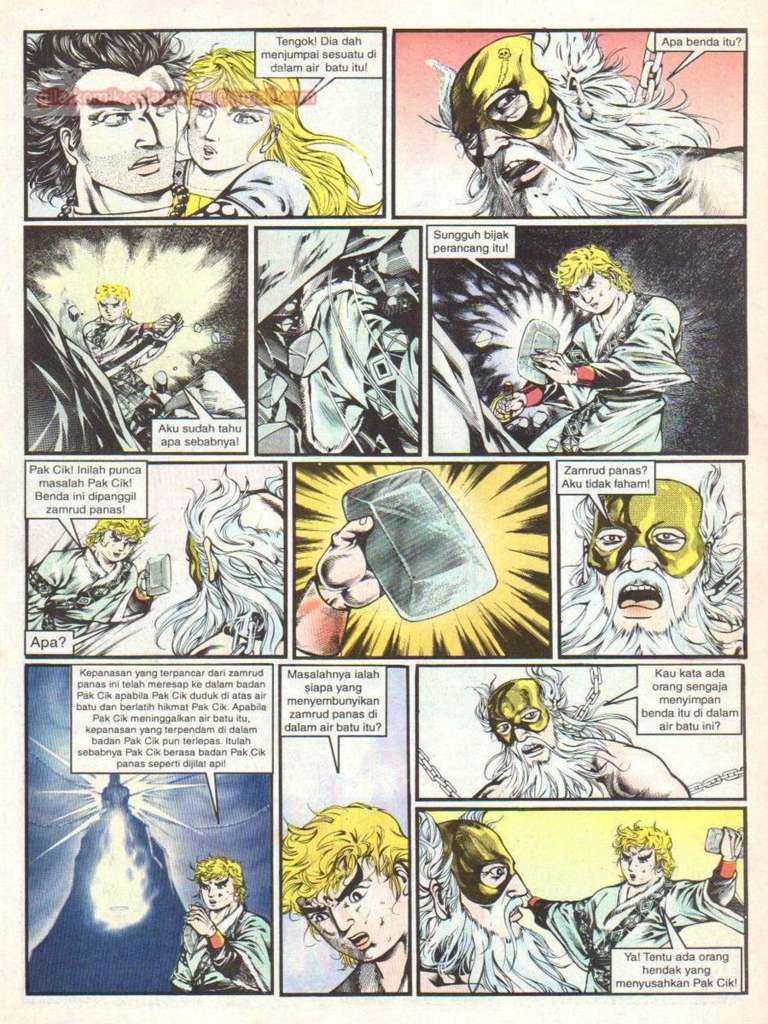 Tengok! Dia dah
menjumpai sesuatu di
dalam air batu itu!
Apa benda itu?
Aku sudah tahu
apa sebabnya!
Sungguh bijak
perancang itu!
Pak Cik! Inilah punca
masalah Pak Cik!
Benda ini dipanggil
zamrud panas!
Apa?
Zamrud panas?
Aku tidak faham!
Kepanasan yang terpancar dari zamrud
panas ini telah meresap ke dalam badan
Pak Cik apabila Pak Cik duduk di atas air
batu dan berlatih hikmat Pak Cik. Apabila
Pak Cik meninggalkan air batu itu,
kepanasan yang terpendam di dalam
badan Pak Cik pun terlepas. Itulah
sebabnya Pak Cik berasa badan Pak Cik
panas seperti dijilat api!
Masalahnya ialah
siapa yang
menyembunyikan
zamrud panas di
dalam air batu itu?
Kau kata ada
orang sengaja
menyimpan
benda itu di dalam
air batu ini?
Ya! Tentu ada orang
hendak yang
menyusahkan Pak Cik!